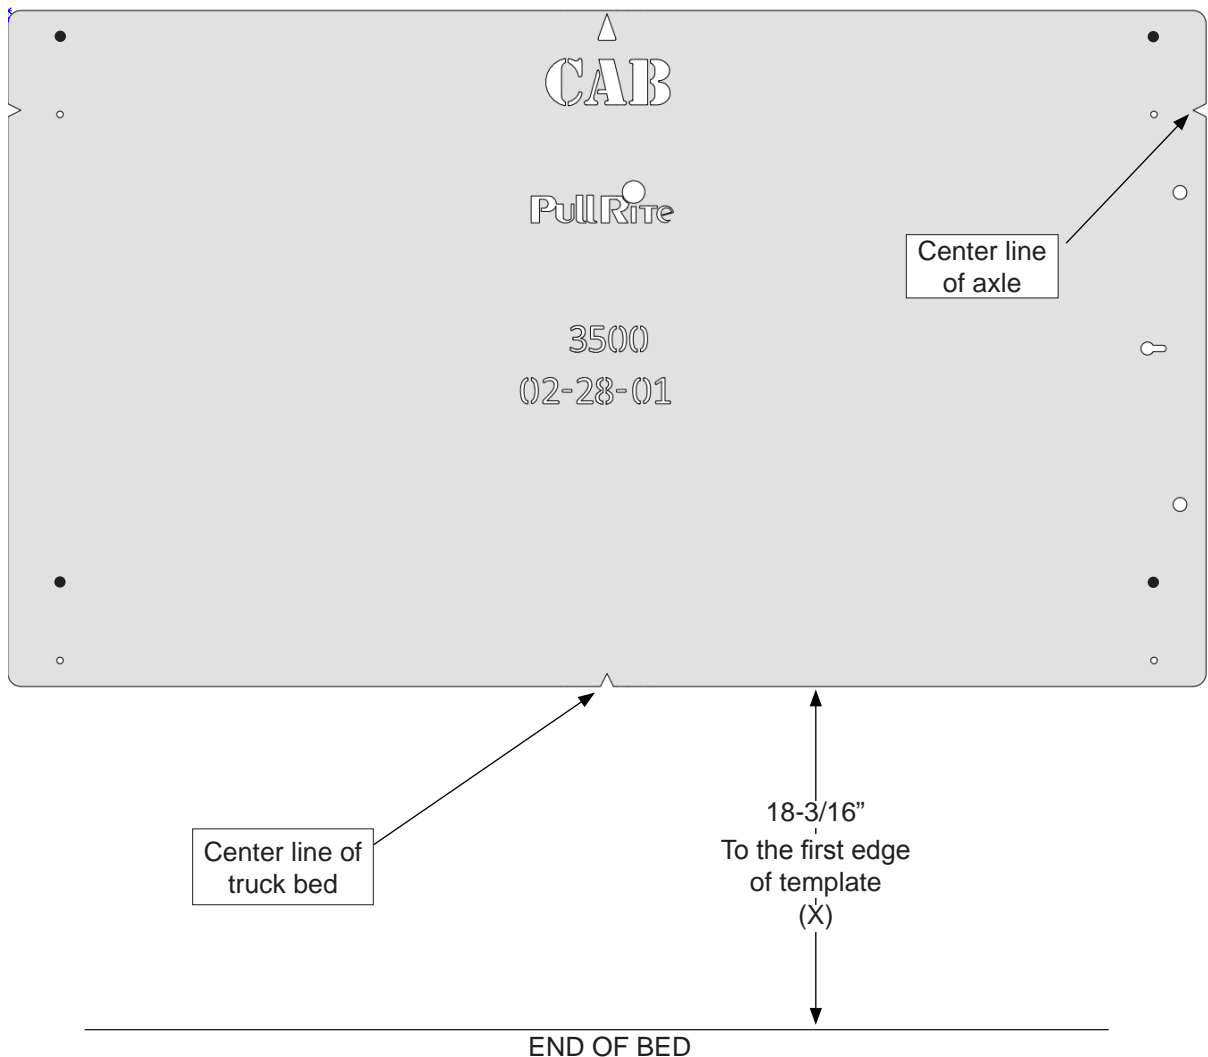 CAB
PullRite
Center line
of axle
3500
02-28-01
18-3/16”
To the first edge
of template
(X)
Center line of
truck bed
END OF BED